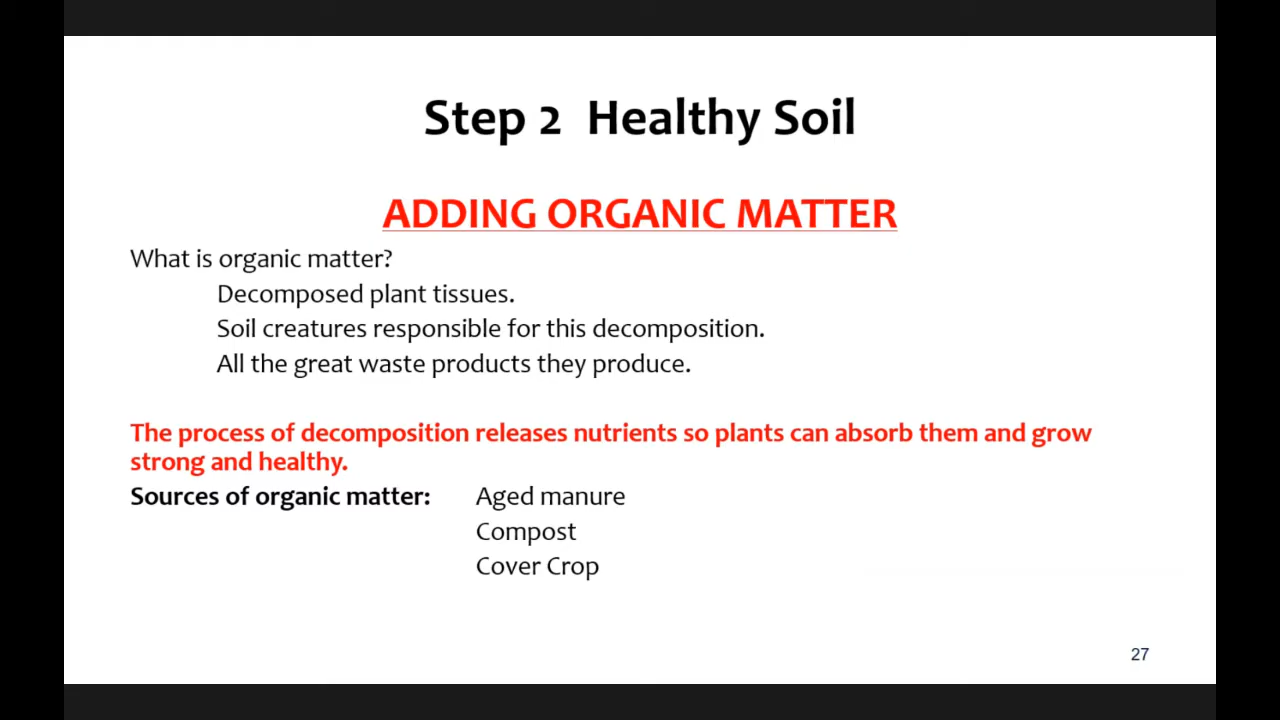 Step 2 Healthy Soil
ADDING ORGANIC MATTER
What is organic matter?
Decomposed plant tissues.
Soil creatures responsible for this decomposition.
All the great waste products they produce.
The process of decomposition releases nutrients so plants can absorb them and grow
strong and healthy.
Sources of organic matter: Aged manure
Compost
Cover Crop
27